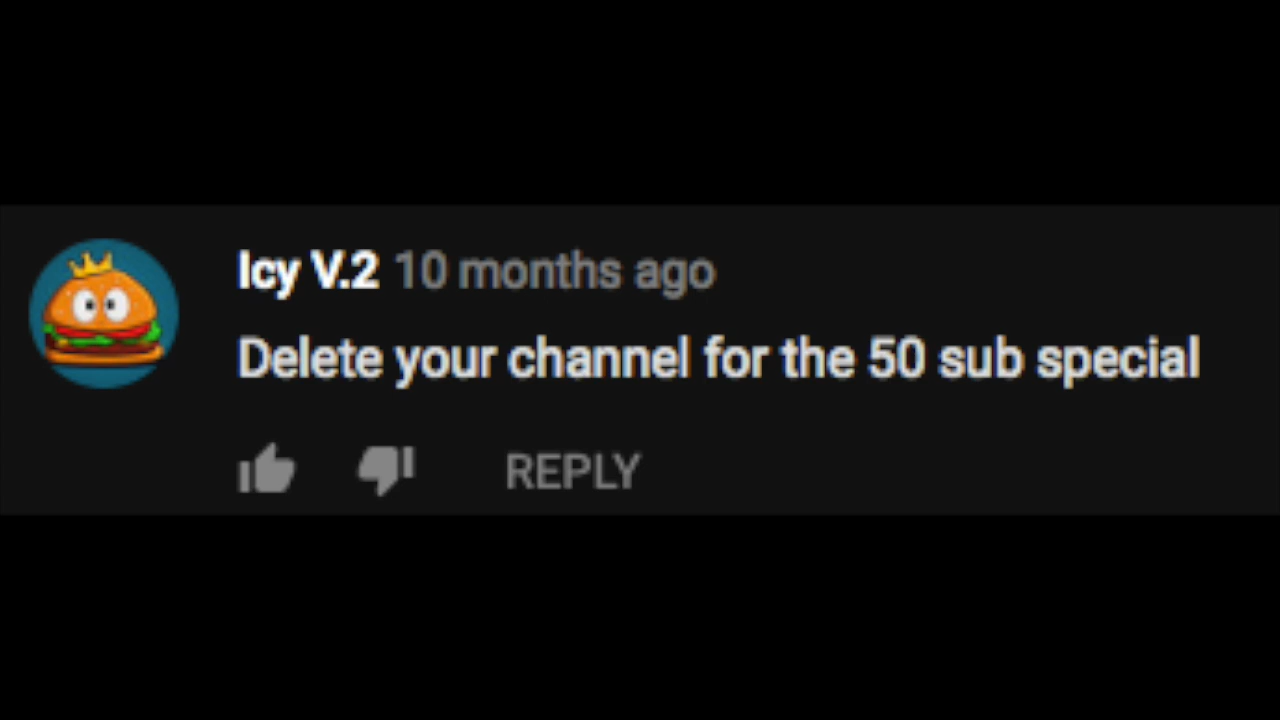 Icy V.2 10 months ago
Delete your channel for the 50 sub special
REPLY